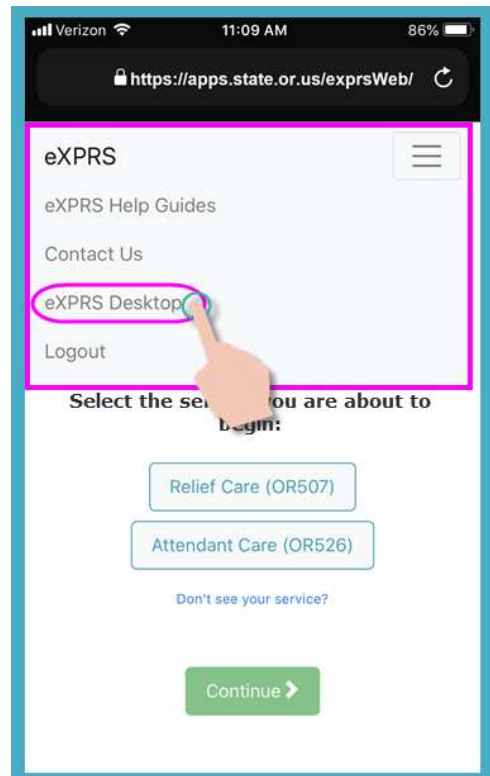 Verizon 11:09 AM 86%
https://apps.state.or.us/exprsWeb/
eXPRS
eXPRS Help Guides
Contact Us
eXPRS Desktop
Logout
Select the you are about to
begin:
Relief Care (OR507)
Attendant Care (OR526)
Don't see your service?
Continue